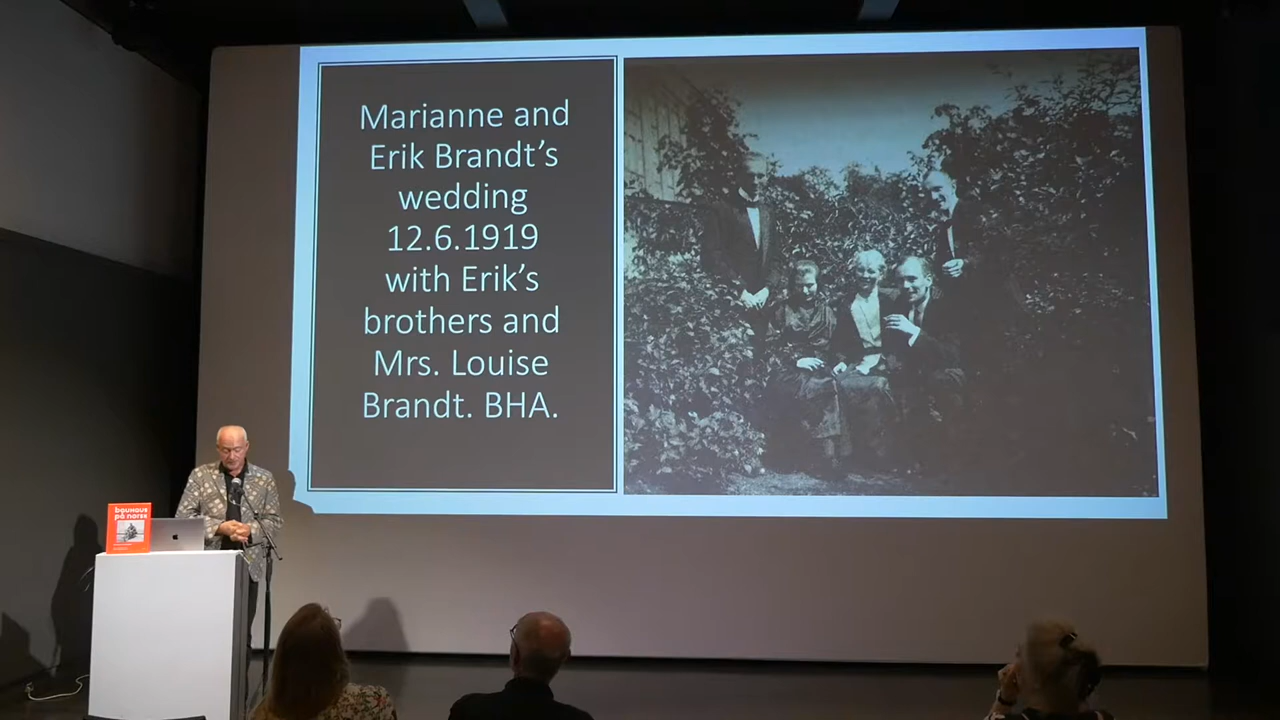 Marianne and
Erik Brandt’s
wedding
12.6.1919
with Erik’s
brothers and
Mrs. Louise
Brandt. BHA.
bauhaus
på norsk